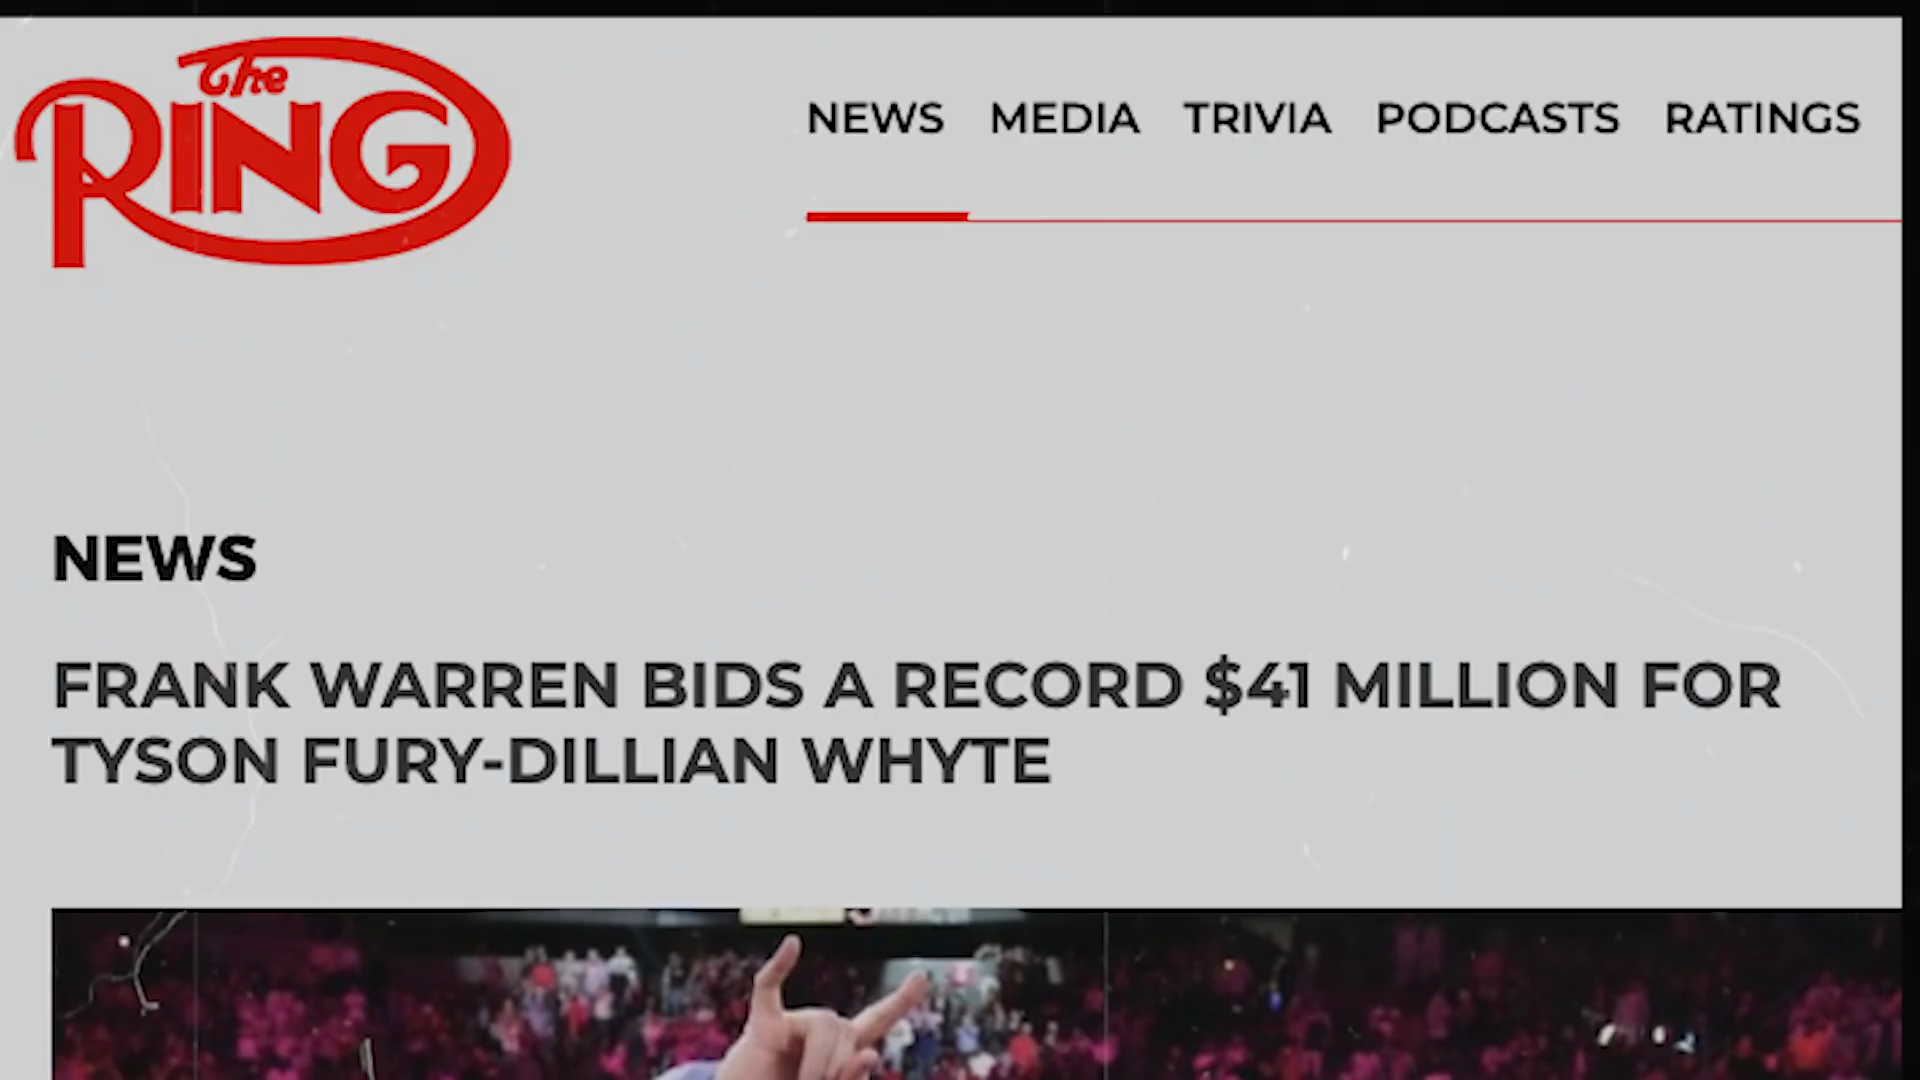 The
RING
NEWS MEDIA TRIVIA PODCASTS RATINGS
NEWS
FRANK WARREN BIDS A RECORD $41 MILLION FOR
TYSON FURY-DILLIAN WHYTE